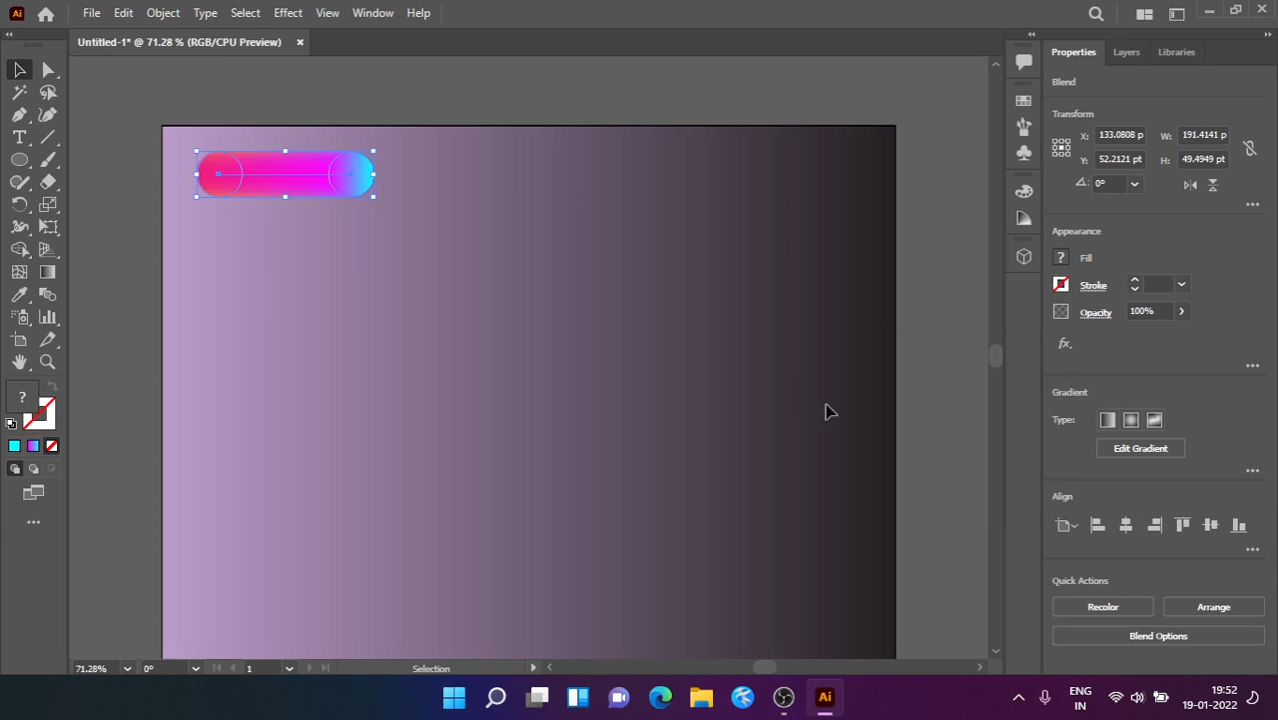 Ai File Edit Object Type Select Effect View Window Help
Untitled-1* @ 71.28 % (RGB/CPU Preview) ×
Properties Layers Libraries
Blend
Transform
X: 133.0808 p W: 191.4141 p
Y: 52.2121 pt H: 49.4949 pt
0°
Appearance
? Fill
Stroke
Opacity 100%
fx.
Gradient
Type:
Edit Gradient
Align
Quick Actions
Recolor Arrange
Blend Options
?
T
71.28% 0° 1 Selection
Ai
ENG
IN
19:52
19-01-2022